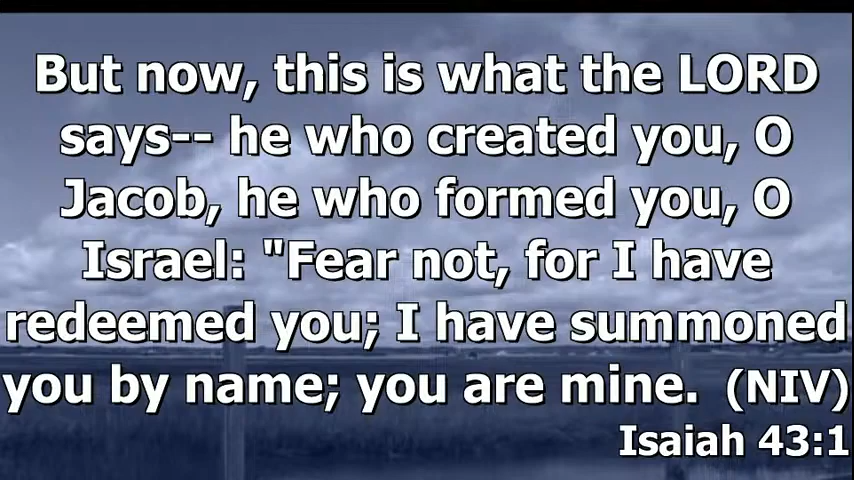 But now, this is what the LORD
says-- he who created you, O
Jacob, he who formed you, O
Israel: "Fear not, for I have
redeemed you; I have summoned
you by name; you are mine. (NIV)
Isaiah 43:1